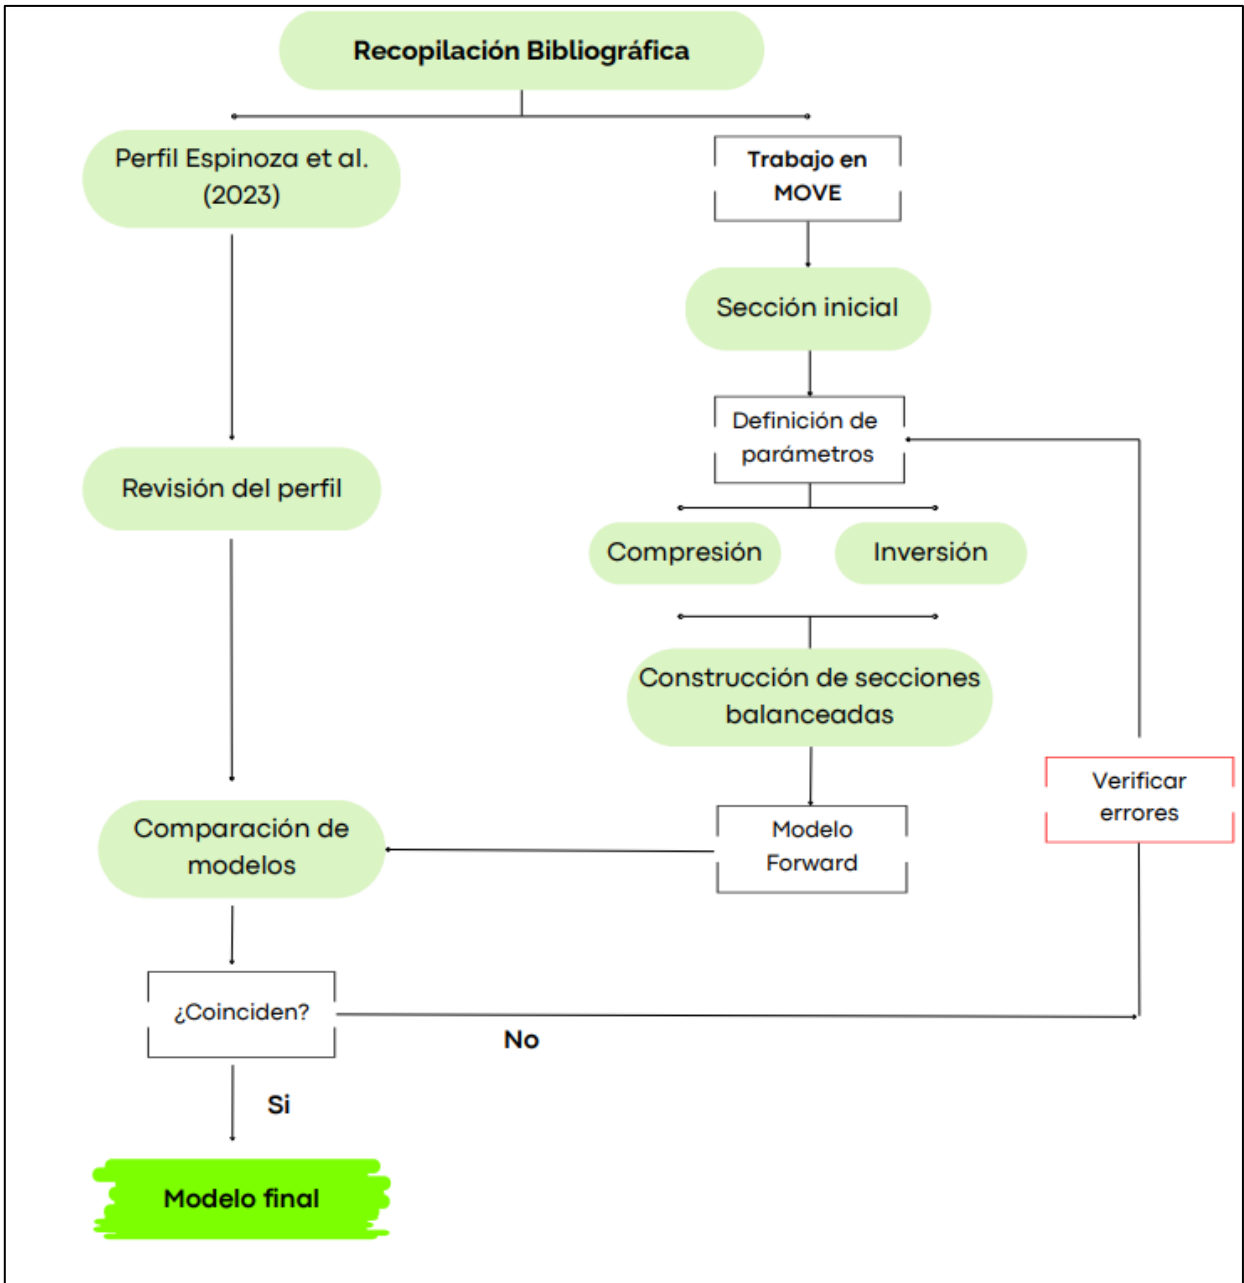 Recopilación Bibliográfica
Perfil Espinoza et al.
(2023)
Trabajo en
MOVE
Sección inicial
Definición de
parámetros
Revisión del perfil
Compresión
Inversión
Construcción de secciones
balanceadas
Verificar
errores
Comparación de
modelos
Modelo
Forward
¿Coinciden?
No
Si
Modelo final